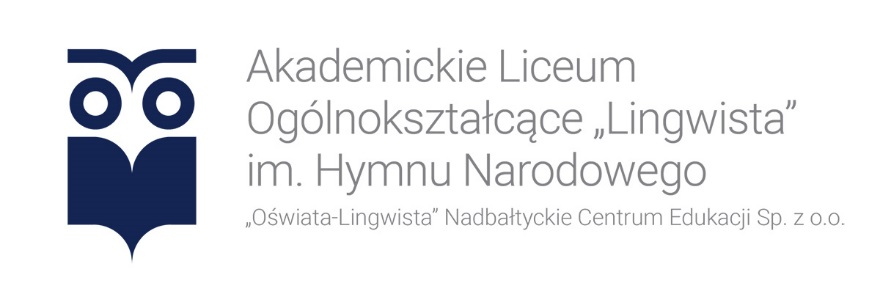 Akademickie Liceum
Ogólnokształcące „Lingwista”
im. Hymnu Narodowego
„Oświata-Lingwista” Nadbałtyckie Centrum Edukacji Sp. z o.o.